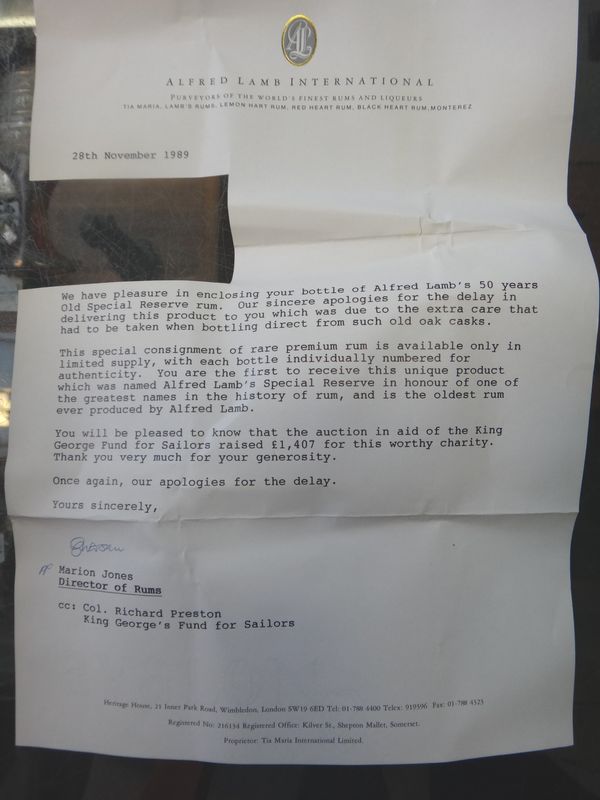 AL
ALFRED LAMB INTERNATIONAL
PURVEYORS OF THE WORLD'S FINEST RUMS AND LIQUEURS
TIA MARIA, LAMB'S RUMS, LEMON HART RUM, RED HEART RUM, BLACK HEART RUM, MONTEREZ
28th November 1989
We have pleasure in enclosing your bottle of Alfred Lamb's 50 years
Old Special Reserve rum. Our sincere apologies for the delay in
delivering this product to you which was due to the extra care that
had to be taken when bottling direct from such old oak casks.
This special consignment of rare premium rum is available only in
limited supply, with each bottle individually numbered for
authenticity. You are the first to receive this unique product
which was named Alfred Lamb's Special Reserve in honour of one of
the greatest names in the history of rum, and is the oldest rum
ever produced by Alfred Lamb.
You will be pleased to know that the auction in aid of the King
George Fund for Sailors raised £1,407 for this worthy charity.
Thank you very much for your generosity.
Once again, our apologies for the delay.
Yours sincerely,
Marion Jones
Director of Rums
cc: Col. Richard Preston
King George's Fund for Sailors
Heritage House, 21 Inner Park Road, Wimbledon, London SW19 6ED Tel: 01-788 4400 Telex: 919596 Fax: 01-788 4323
Registered No: 216134 Registered Office: Kilver St., Shepton Mallet, Somerset.
Proprietor: Tia Maria International Limited.